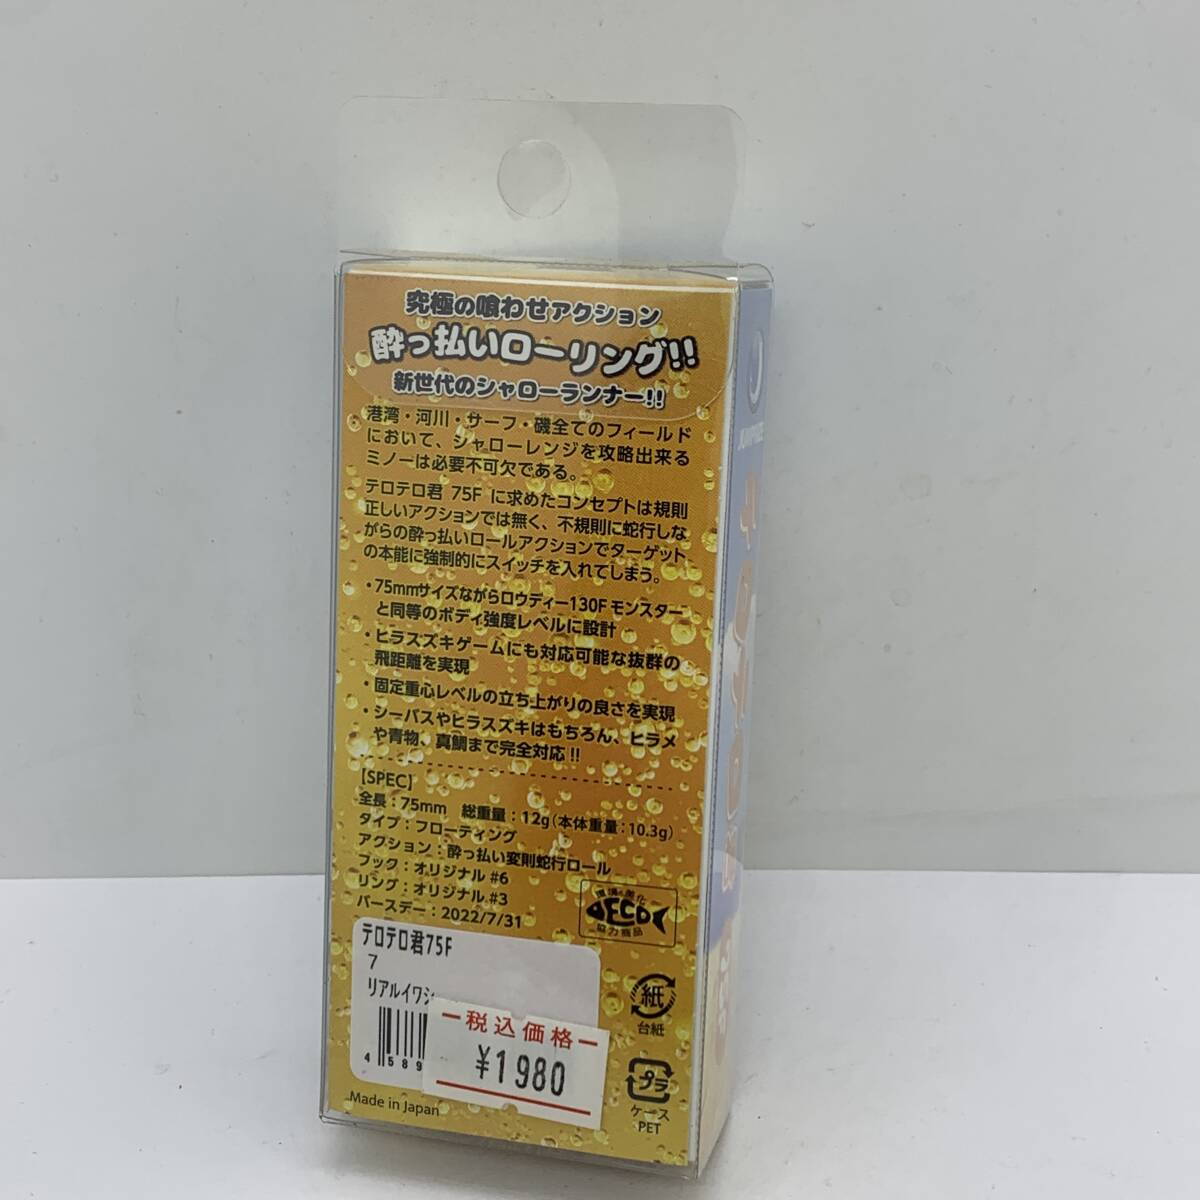 究極の喰わせアクション
酔っ払いローリング!!
新世代のシャローランナー!!
港湾・河川・サーフ・磯全てのフィールド
において、シャローレンジを攻略出来る
ミノーは必要不可欠である。
テロテロ君 75F に求めたコンセプトは規則
正しいアクションでは無く、不規則に蛇行しな
がらの酔っ払いロールアクションでターゲット
の本能に強制的にスイッチを入れてしまう。
・75mmサイズながらロウディー130F モンスター
と同等のボディ強度レベルに設計
・ヒラスズキゲームにも対応可能な抜群の
飛距離を実現
・固定重心レベルの立ち上がりの良さを実現
・シーバスやヒラスズキはもちろん、ヒラメ
や青物、真鯛まで完全対応!!
[SPEC]
全長：75mm 総重量：12g(本体重量：10.3g)
タイプ：フローティング
アクション：酔っ払い変則蛇行ロール
フック：オリジナル #6
リング：オリジナル #3
バースデー：2022/7/31
環境・美化
ECO
協力商品
テロテロ君75F
7
リアルイワシ
4 589
税込価格
¥1980
紙
台紙
プラ
ケース
PET
Made in Japan